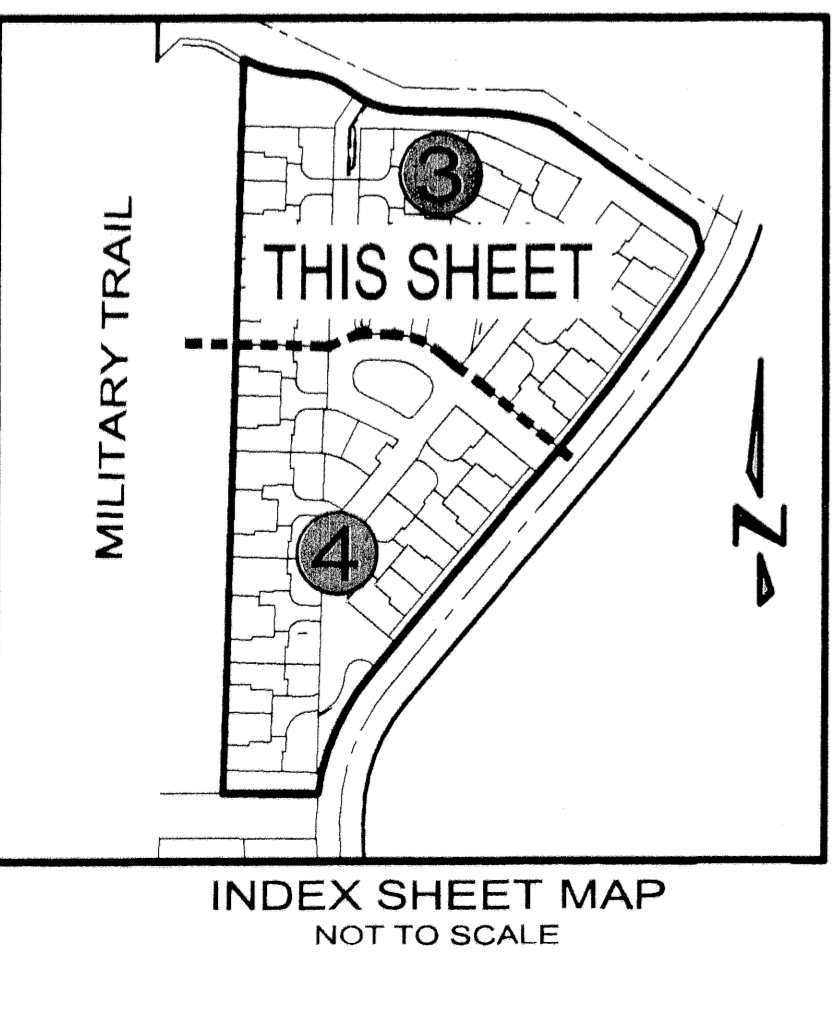 3
THIS SHEET
MILITARY TRAIL
4
N
INDEX SHEET MAP
NOT TO SCALE